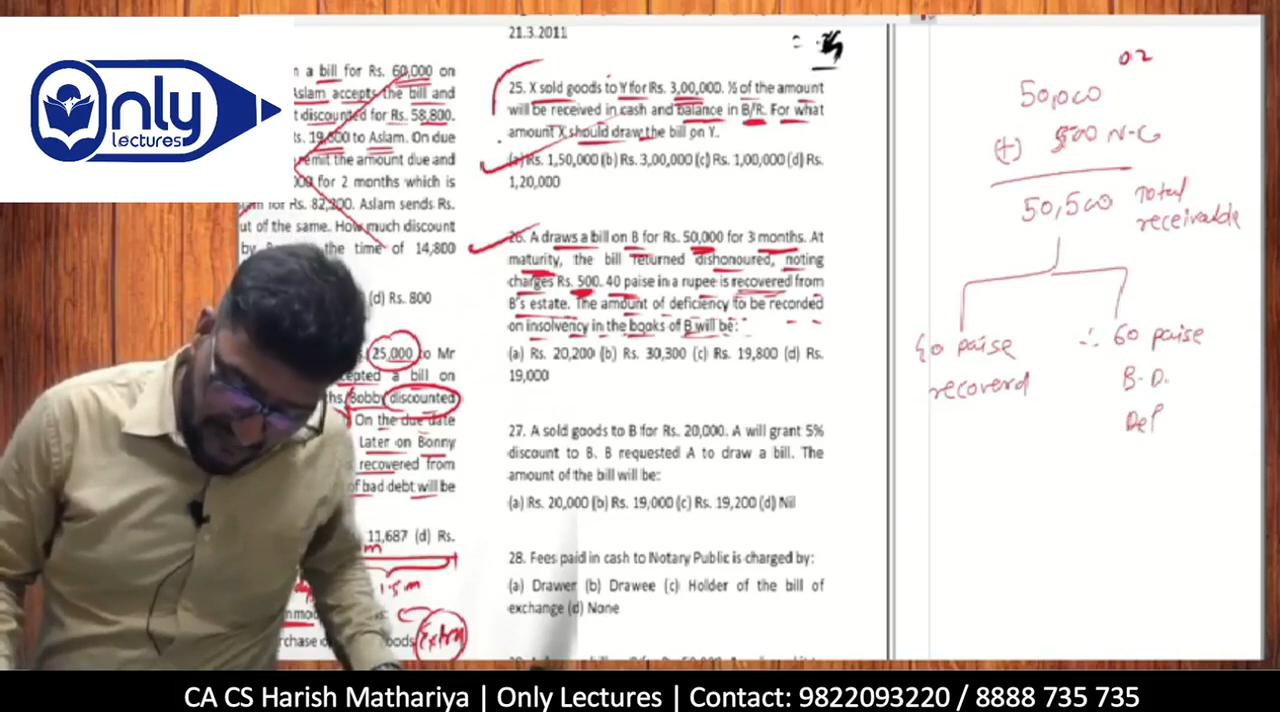 Only
Lectures
n a bill for Rs. 60,000 on
Aslam accepts the bill and
t discounted for Rs. 58,800.
s. 19,600 to Aslam. On due
remit the amount due and
for 2 months which is
for Rs. 82,300. Aslam sends Rs.
ut of the same. How much discount
by the time of 14,800
(d) Rs. 800
25,000 to Mr
accepted a bill on
Bobby discounted
On the due date
Later on Bonny
recovered from
of bad debt will be
11,687 (d) Rs.
m
1.5 m
Extra
21.3.2011
25. X sold goods to Y for Rs. 3,00,000. ½ of the amount
will be received in cash and balance in B/R. For what
amount X should draw the bill on Y.
(a) Rs. 1,50,000 (b) Rs. 3,00,000 (c) Rs. 1,00,000 (d) Rs.
1,20,000
26. A draws a bill on B for Rs. 50,000 for 3 months. At
maturity, the bill returned dishonoured, noting
charges Rs. 500. 40 paise in a rupee is recovered from
B's estate. The amount of deficiency to be recorded
on insolvency in the books of B will be:
(a) Rs. 20,200 (b) Rs. 30,300 (c) Rs. 19,800 (d) Rs.
19,000
27. A sold goods to B for Rs. 20,000. A will grant 5%
discount to B. B requested A to draw a bill. The
amount of the bill will be:
(a) Rs. 20,000 (b) Rs. 19,000 (c) Rs. 19,200 (d) Nil
28. Fees paid in cash to Notary Public is charged by:
(a) Drawer (b) Drawee (c) Holder of the bill of
exchange (d) None
02
50,000
(+) 500 N-C
50,500 Total
receivable
40 paise
recoverd
∴ 60 paise
B.D.
Def
CA CS Harish Mathariya | Only Lectures | Contact: 9822093220 / 8888 735 735